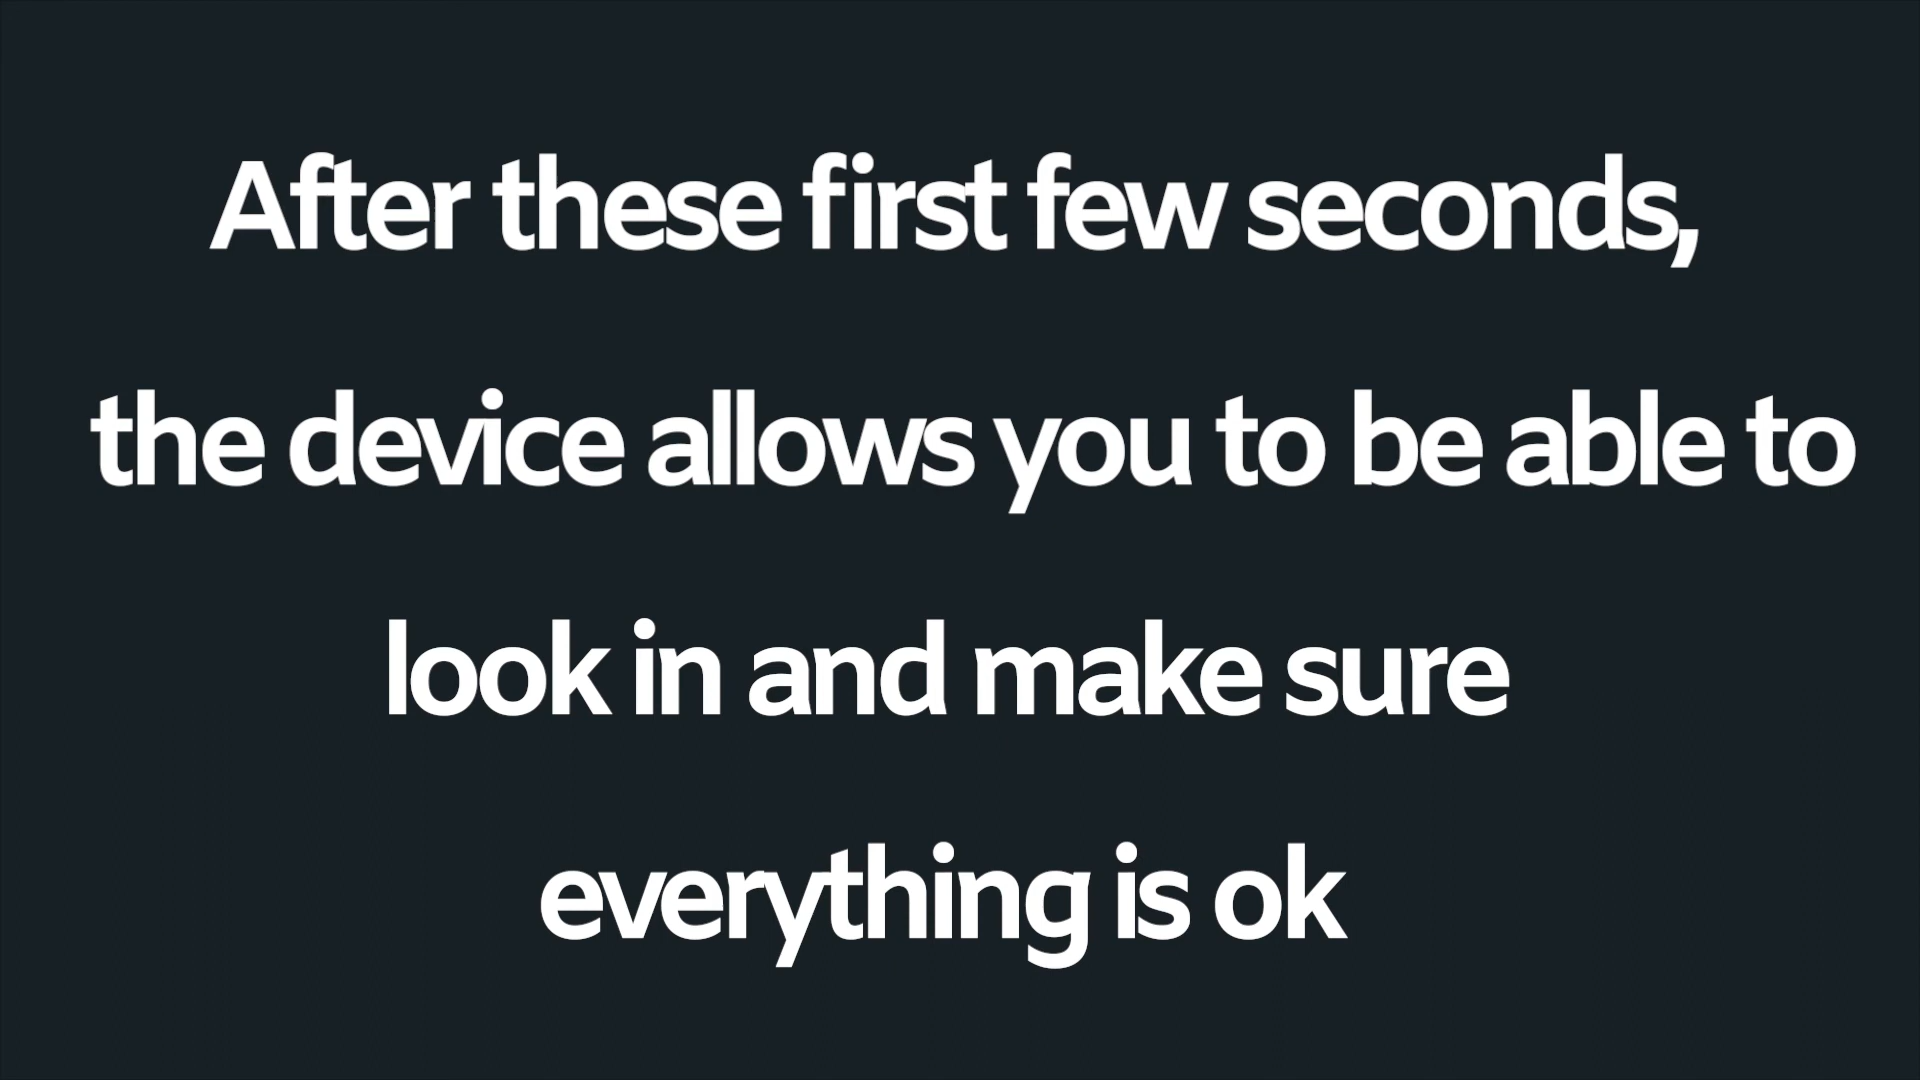 After these first few seconds,
the device allows you to be able to
look in and make sure
everything is ok